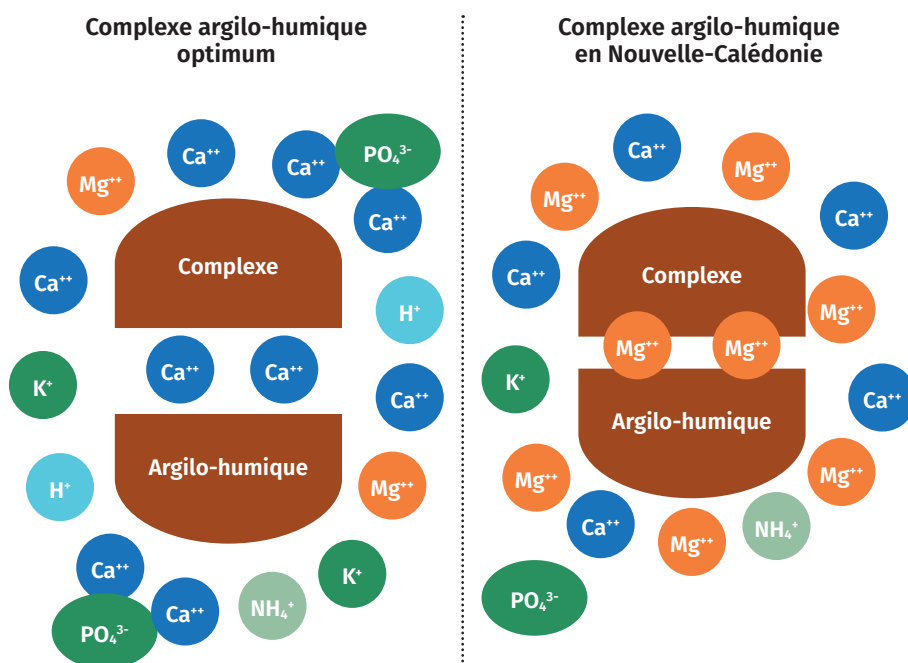 Complexe argilo-humique
optimum
Ca⁺⁺
Ca⁺⁺
PO₄³⁻
Mg⁺⁺
Ca⁺⁺
Complexe
Ca⁺⁺
H⁺
Ca⁺⁺
Ca⁺⁺
K⁺
Ca⁺⁺
Argilo-humique
H⁺
Mg⁺⁺
Ca⁺⁺
K⁺
Ca⁺⁺
NH₄⁺
PO₄³⁻
Complexe argilo-humique
en Nouvelle-Calédonie
Ca⁺⁺
Mg⁺⁺
Mg⁺⁺
Ca⁺⁺
Ca⁺⁺
Complexe
Mg⁺⁺
Mg⁺⁺
Mg⁺⁺
K⁺
Ca⁺⁺
Argilo-humique
Mg⁺⁺
Mg⁺⁺
Ca⁺⁺
Mg⁺⁺
NH₄⁺
PO₄³⁻